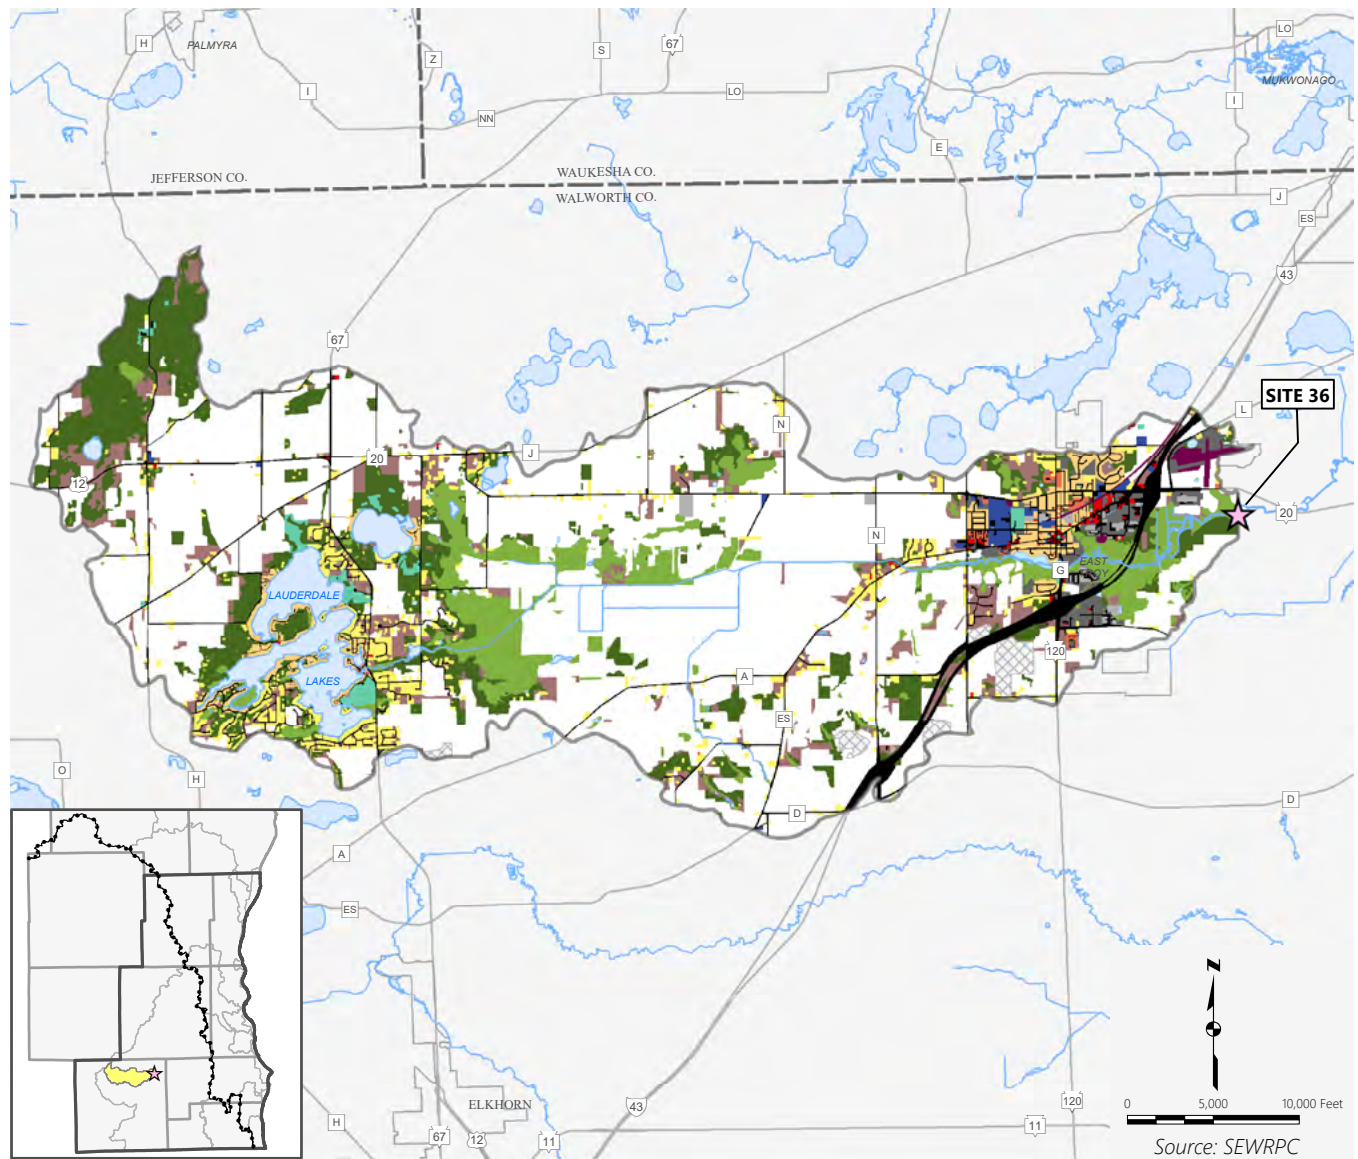 H
PALMYRA
S
67
LO
Z
I
LO
MUKWONAGO
I
NN
E
JEFFERSON CO.
WAUKESHA CO.
WALWORTH CO.
J
ES
43
67
SITE 36
L
N
J
20
12
20
N
EAST
TROY
G
LAUDERDALE
LAKES
120
A
ES
O
H
D
D
A
ES
N
0
5,000
10,000 Feet
120
43
ELKHORN
H
67
12
11
11
Source: SEWRPC